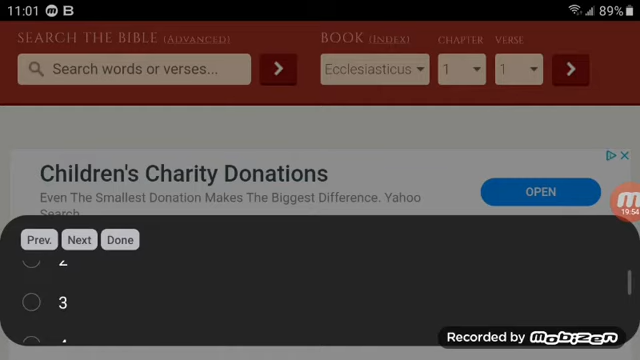 11:01 B 89%
SEARCH THE BIBLE (ADVANCED)
BOOK (INDEX) CHAPTER VERSE
Search words or verses...
Ecclesiasticus 1 1
Children's Charity Donations
Even The Smallest Donation Makes The Biggest Difference. Yahoo
Search
OPEN
19:54
Prev. Next Done
2
3
Recorded by mobizen